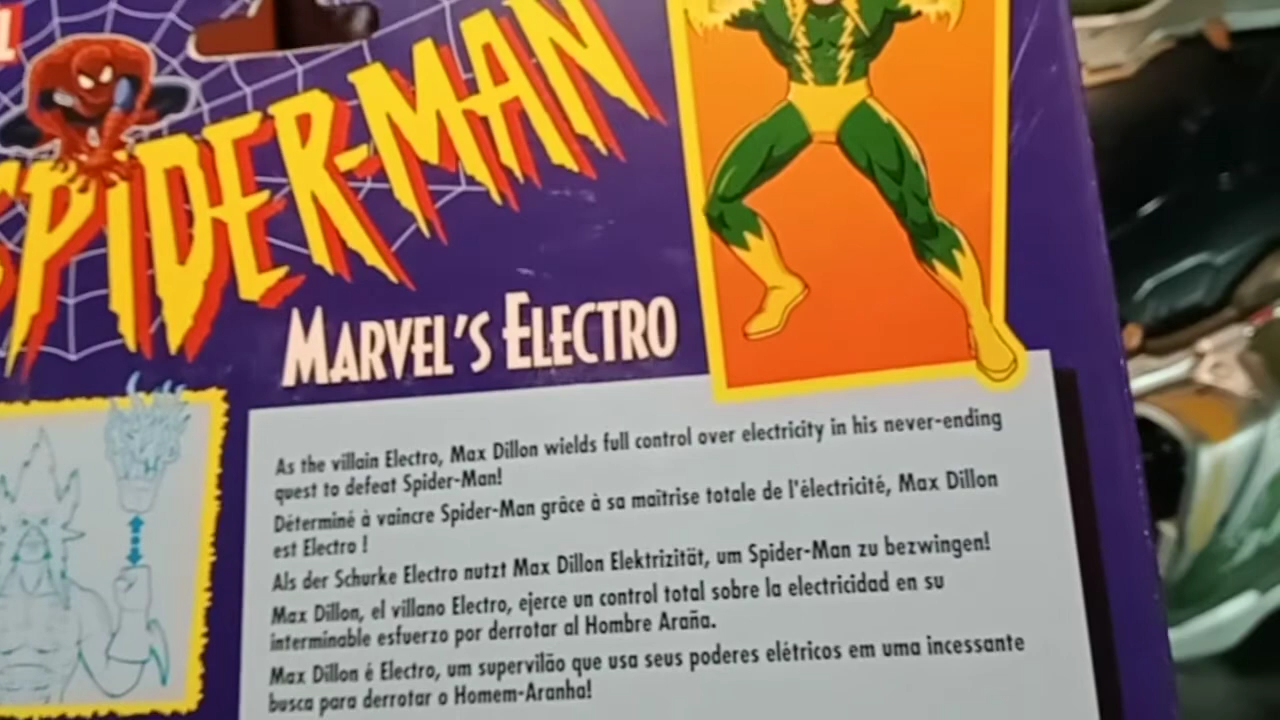 SPIDER-MAN
MARVEL'S ELECTRO
As the villain Electro, Max Dillon wields full control over electricity in his never-ending
quest to defeat Spider-Man!
Déterminé à vaincre Spider-Man grâce à sa maîtrise totale de l'électricité, Max Dillon
est Electro !
Als der Schurke Electro nutzt Max Dillon Elektrizität, um Spider-Man zu bezwingen!
Max Dillon, el villano Electro, ejerce un control total sobre la electricidad en su
interminable esfuerzo por derrotar al Hombre Araña.
Max Dillon é Electro, um supervilão que usa seus poderes elétricos em uma incessante
busca para derrotar o Homem-Aranha!